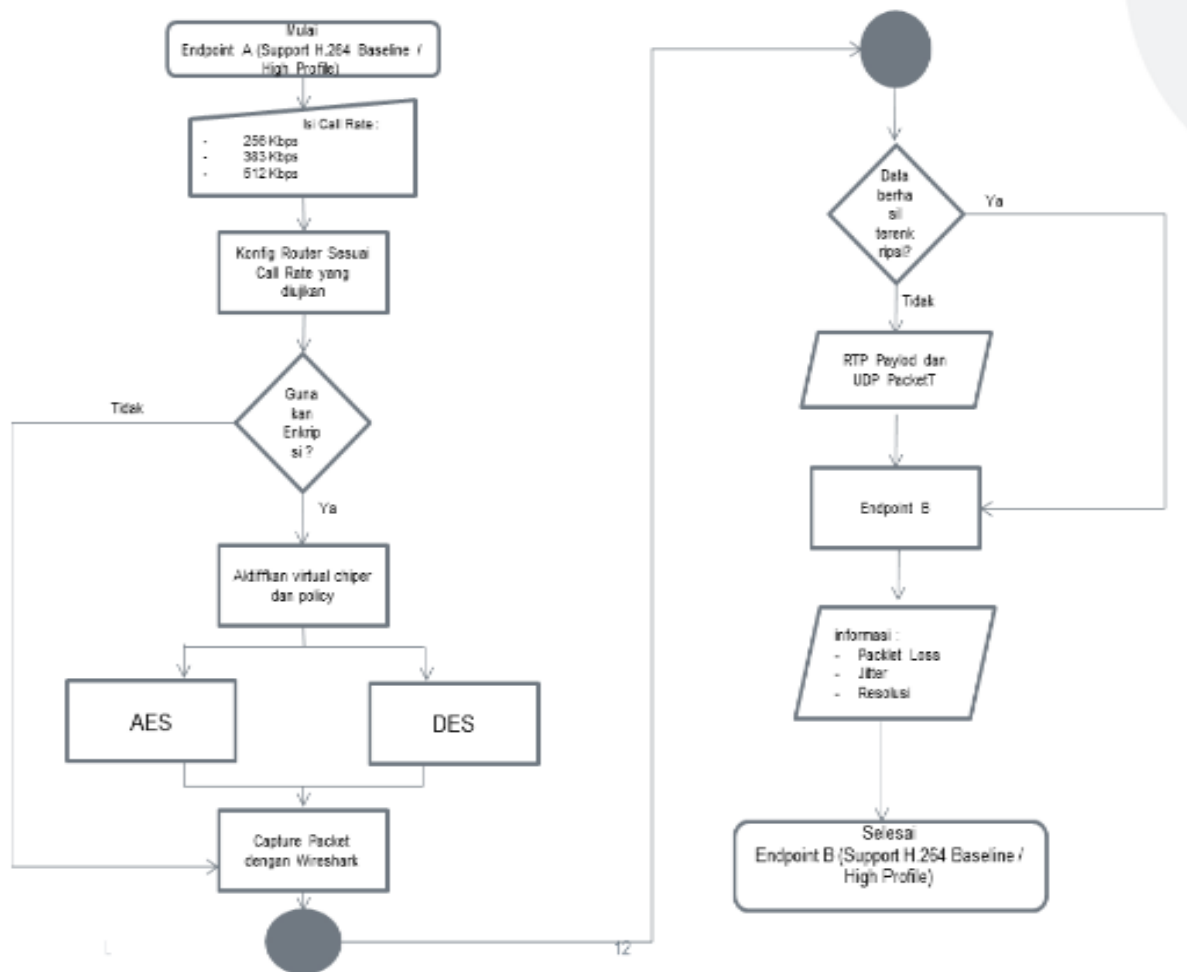 Mulai
Endpoint A (Support H.264 Baseline /
High Profile)
Isi Call Rate :
- 256 Kbps
- 383 Kbps
- 512 Kbps
Konfig Router Sesuai
Call Rate yang
diujikan
Guna
kan
Enkrip
si ?
Tidak
Ya
Aktifkan virtual chiper
dan policy
AES
DES
Capture Packet
dengan Wireshark
Data
berha
sil
terenk
ripsi?
Ya
Tidak
RTP Paylod dan
UDP PacketT
Endpoint B
informasi :
- Packlet Loss
- Jitter
- Resolusi
Selesai
Endpoint B (Support H.264 Baseline /
High Profile)
12